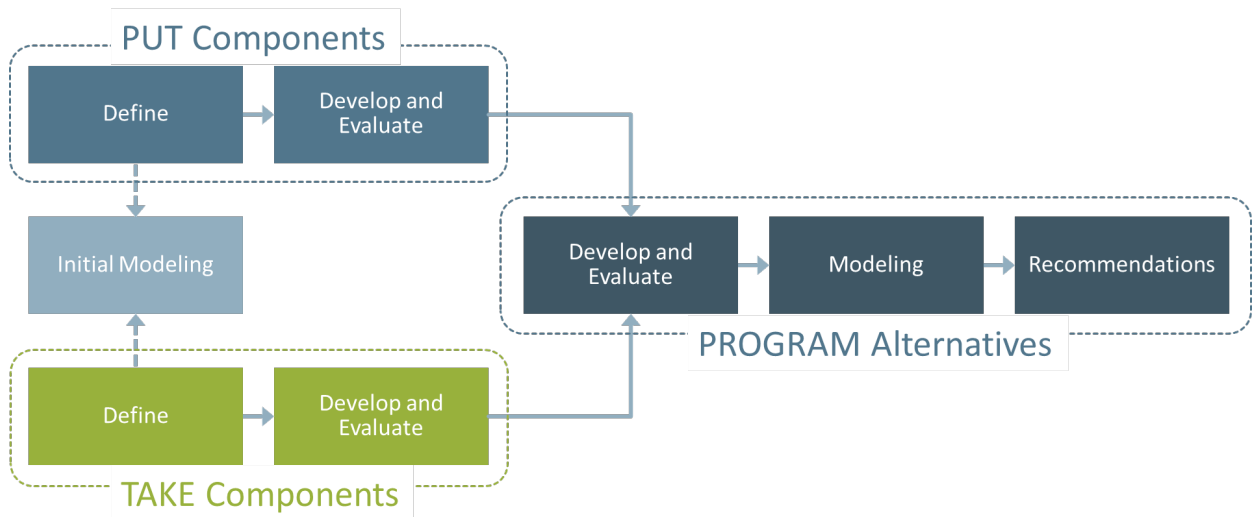 PUT Components
Define
Develop and
Evaluate
Initial Modeling
Develop and
Evaluate
Modeling
Recommendations
PROGRAM Alternatives
Define
Develop and
Evaluate
TAKE Components